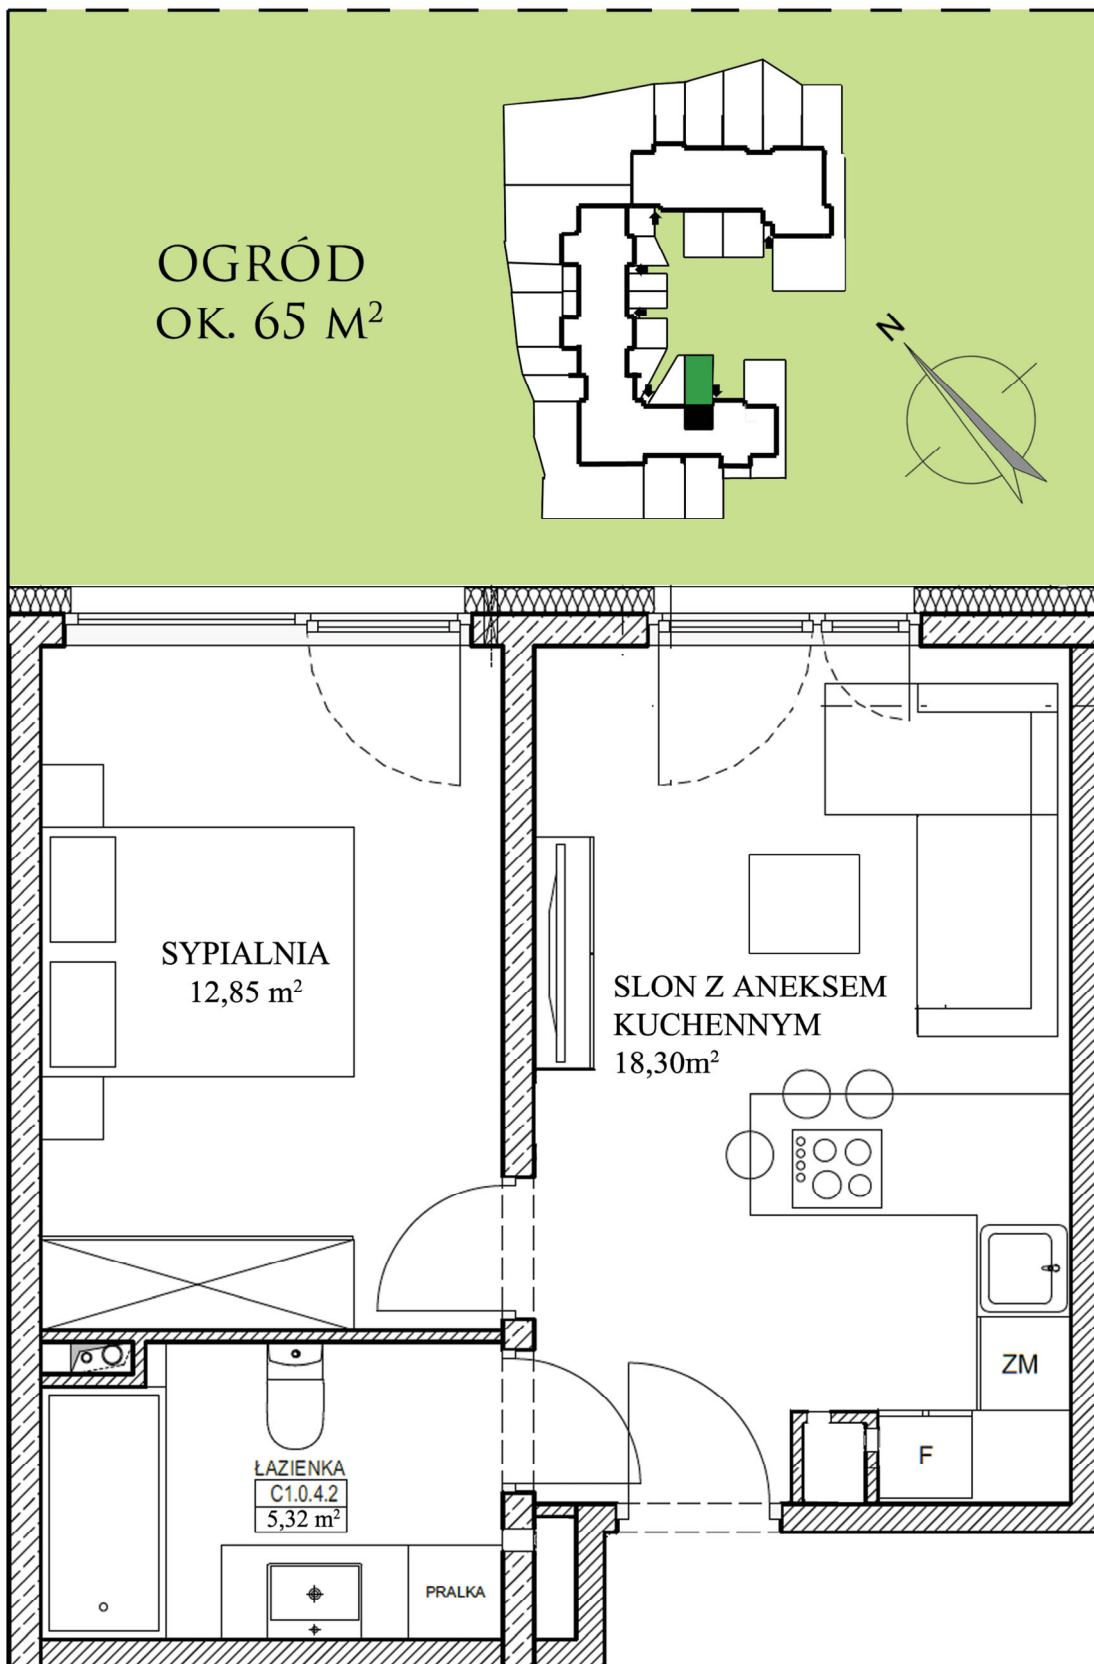 OGRÓD
OK. 65 M²
N
SYPIALNIA
12,85 m²
SLON Z ANEKSEM
KUCHENNYM
18,30m²
ZM
F
ŁAZIENKA
C1.0.4.2
5,32 m²
PRALKA